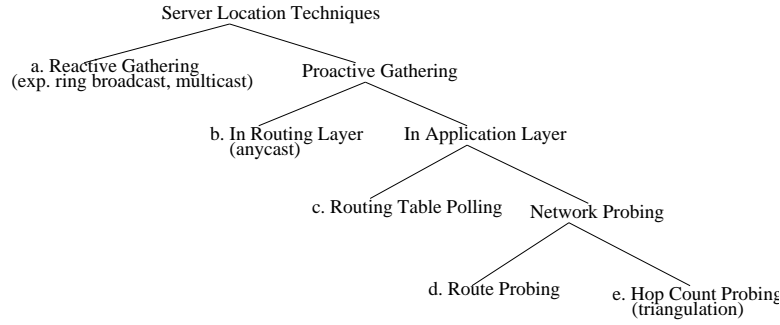 Server Location Techniques
a. Reactive Gathering
(exp. ring broadcast, multicast)
Proactive Gathering
b. In Routing Layer
(anycast)
In Application Layer
c. Routing Table Polling
Network Probing
d. Route Probing
e. Hop Count Probing
(triangulation)